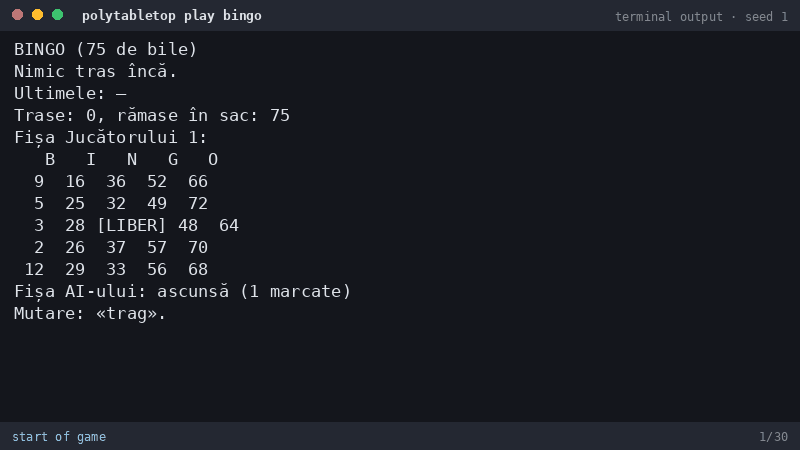 polytabletop play bingo
terminal output · seed 1
BINGO (75 de bile)
Nimic tras încă.
Ultimele: —
Trase: 0, rămase în sac: 75
Fișa Jucătorului 1:
B I N G O
9 16 36 52 66
5 25 32 49 72
3 28 [LIBER] 48 64
2 26 37 57 70
12 29 33 56 68
Fișa AI-ului: ascunsă (1 marcate)
Mutare: «trag».
start of game
1/30